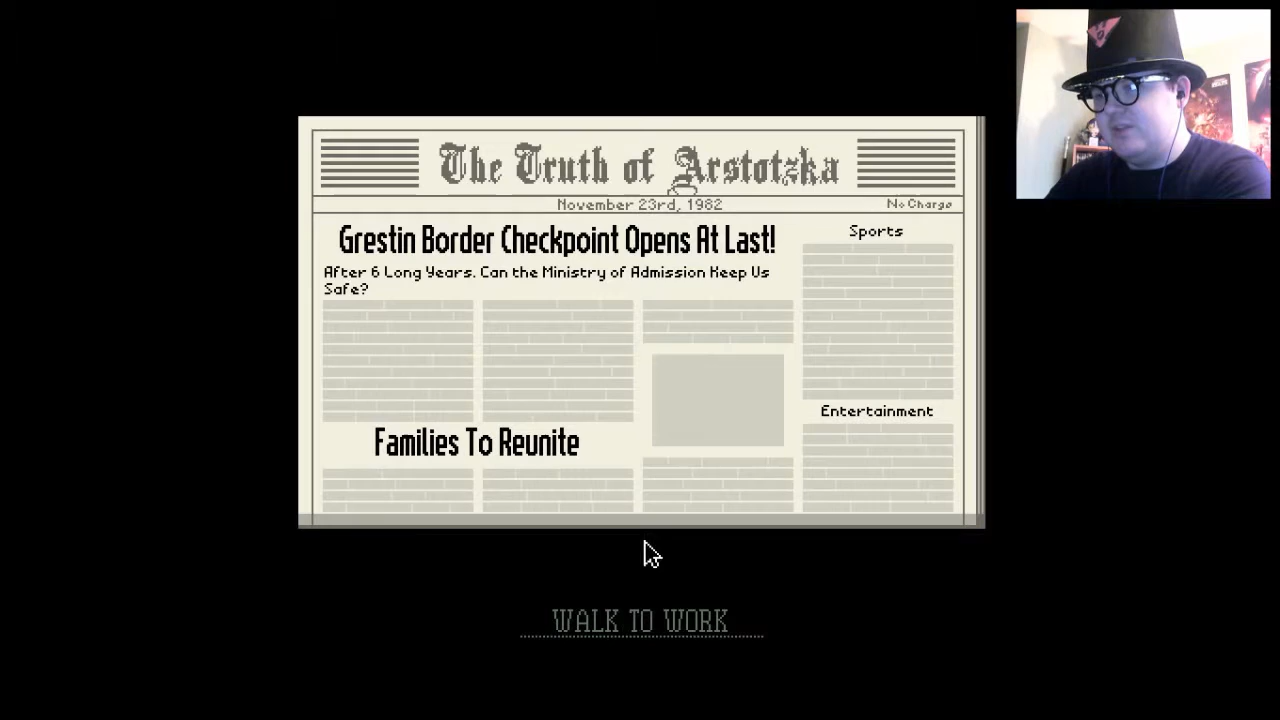 The Truth of Arstotzka
November 23rd, 1982
No Charge
Grestin Border Checkpoint Opens At Last!
After 6 Long Years. Can the Ministry of Admission Keep Us
Safe?
Sports
Entertainment
Families To Reunite
WALK TO WORK